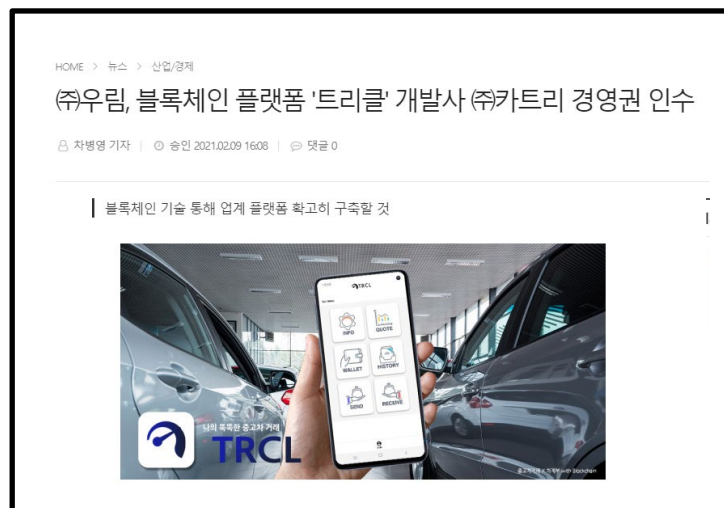 HOME > 뉴스 > 산업/경제
㈜우림, 블록체인 플랫폼 '트리클' 개발사 ㈜카트리 경영권 인수
차병영 기자 | 승인 2021.02.09 16:08 | 댓글 0
블록체인 기술 통해 업계 플랫폼 확고히 구축할 것
TRCL
INFO
QUOTE
WALLET
HISTORY
SEND
RECEIVE
나의 똑똑한 중고차 거래
TRCL